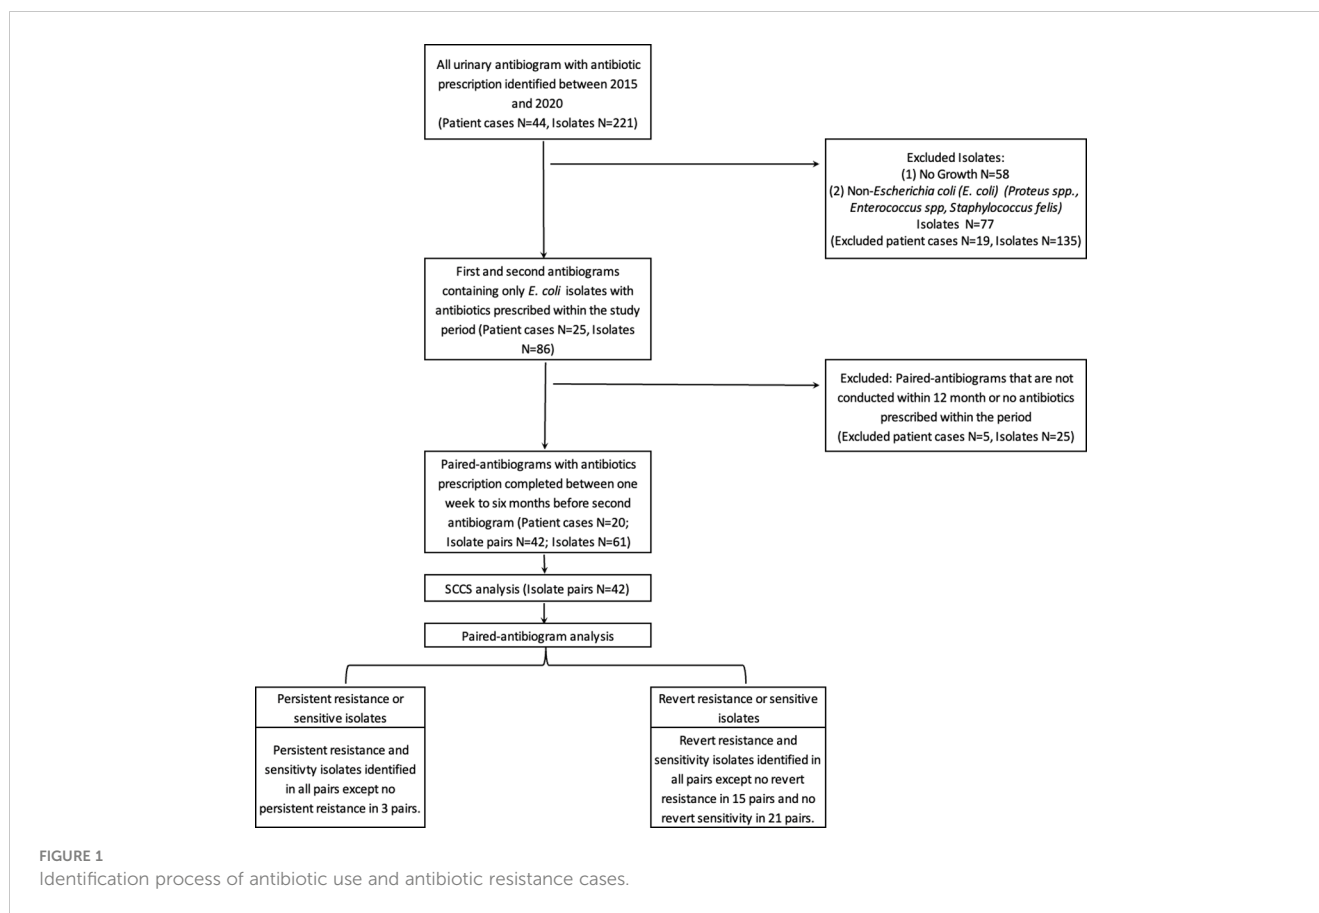 All urinary antibiogram with antibiotic
prescription identified between 2015
and 2020
(Patient cases N=44, Isolates N=221)
Excluded Isolates:
(1) No Growth N=58
(2) Non-Escherichia coli (E. coli) (Proteus spp.,
Enterococcus spp, Staphylococcus felis)
Isolates N=77
(Excluded patient cases N=19, Isolates N=135)
First and second antibiograms
containing only E. coli isolates with
antibiotics prescribed within the study
period (Patient cases N=25, Isolates
N=86)
Excluded: Paired-antibiograms that are not
conducted within 12 month or no antibiotics
prescribed within the period
(Excluded patient cases N=5, Isolates N=25)
Paired-antibiograms with antibiotics
prescription completed between one
week to six months before second
antibiogram (Patient cases N=20;
Isolate pairs N=42; Isolates N=61)
SCCS analysis (Isolate pairs N=42)
Paired-antibiogram analysis
Persistent resistance or
sensitive isolates
Persistent resistance and
sensitivty isolates identified
in all pairs except no
persistent reistance in 3 pairs.
Revert resistance or sensitive
isolates
Revert resistance and
sensitivity isolates identified in
all pairs except no revert
resistance in 15 pairs and no
revert sensitivity in 21 pairs.
FIGURE 1
Identification process of antibiotic use and antibiotic resistance cases.